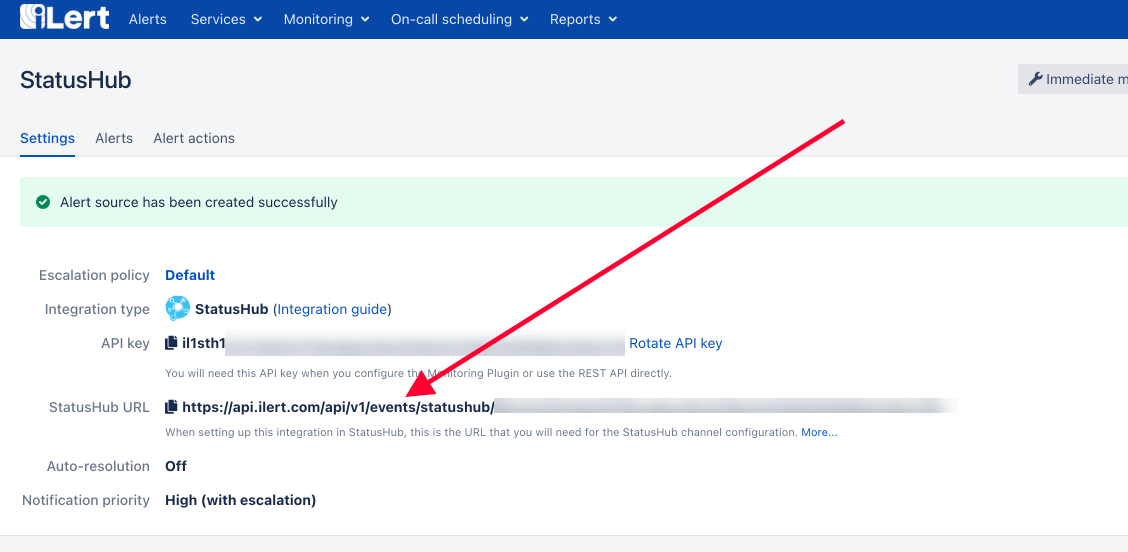 iLert Alerts Services Monitoring On-call scheduling Reports
StatusHub
Immediate m
Settings Alerts Alert actions
Alert source has been created successfully
Escalation policy Default
Integration type StatusHub (Integration guide)
API key il1sth1 Rotate API key
You will need this API key when you configure the Monitoring Plugin or use the REST API directly.
StatusHub URL https://api.ilert.com/api/v1/events/statushub/
When setting up this integration in StatusHub, this is the URL that you will need for the StatusHub channel configuration. More...
Auto-resolution Off
Notification priority High (with escalation)